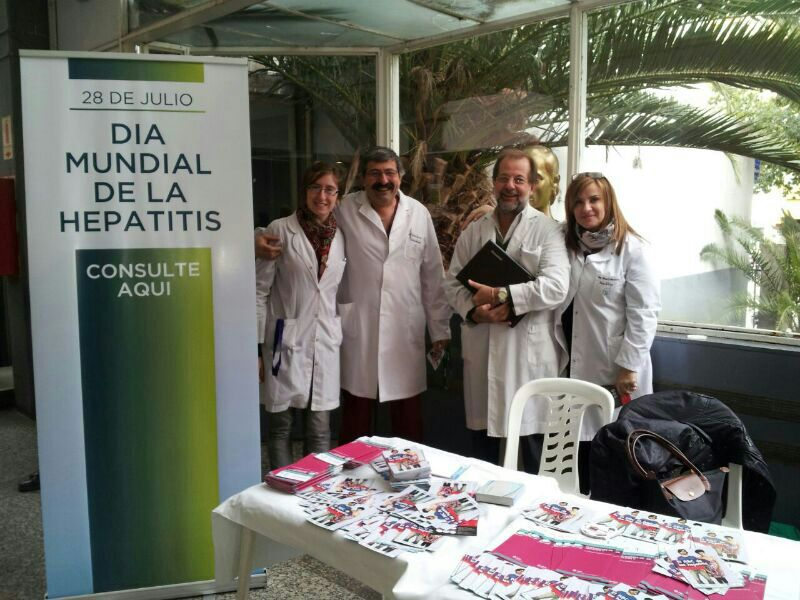 28 DE JULIO
DIA
MUNDIAL
DE LA
HEPATITIS
CONSULTE
AQUI